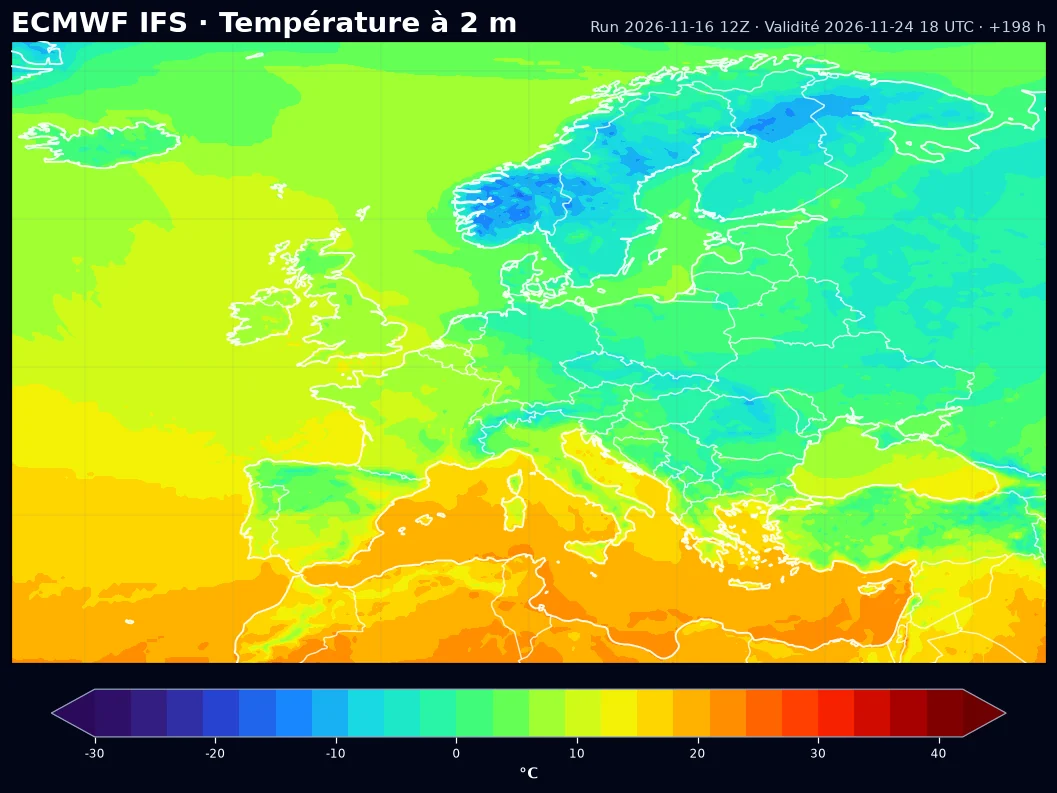 ECMWF IFS · Température à 2 m
Run 2026-11-16 12Z · Validité 2026-11-24 18 UTC · +198 h
-30 -20 -10 0 10 20 30 40
°C